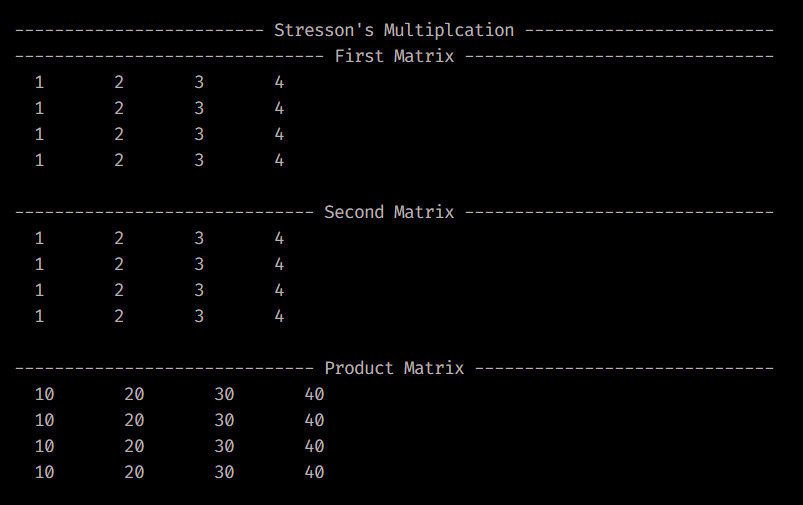 ------------------------- Stresson's Multiplcation -------------------------
------------------------------- First Matrix -------------------------------
1 2 3 4
1 2 3 4
1 2 3 4
1 2 3 4
------------------------------ Second Matrix -------------------------------
1 2 3 4
1 2 3 4
1 2 3 4
1 2 3 4
------------------------------ Product Matrix ------------------------------
10 20 30 40
10 20 30 40
10 20 30 40
10 20 30 40